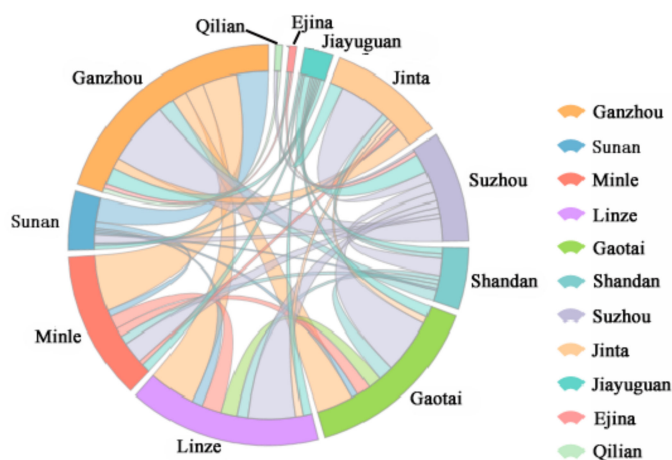 Qilian
Ejina
Jiayuguan
Ganzhou
Jinta
Suzhou
Sunan
Shandan
Minle
Gaotai
Linze
Ganzhou
Sunan
Minle
Linze
Gaotai
Shandan
Suzhou
Jinta
Jiayuguan
Ejina
Qilian